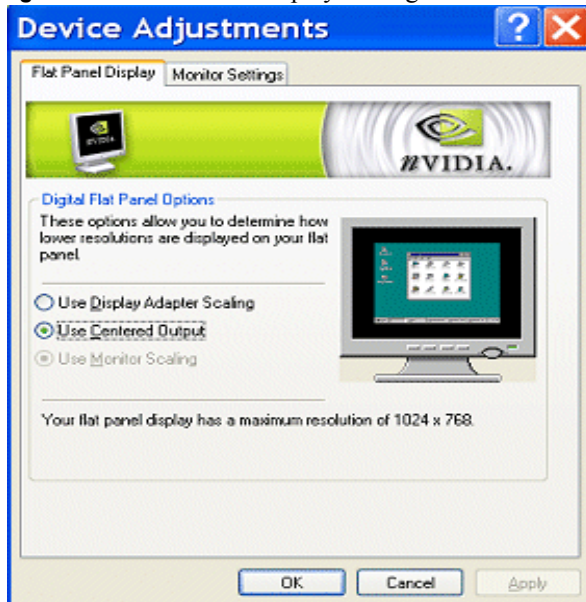 Device Adjustments
Flat Panel Display
Monitor Settings
NVIDIA.
Digital Flat Panel Options
These options allow you to determine how
lower resolutions are displayed on your flat
panel.
Use Display Adapter Scaling
Use Centered Output
Use Monitor Scaling
Your flat panel display has a maximum resolution of 1024 x 768.
OK
Cancel
Apply